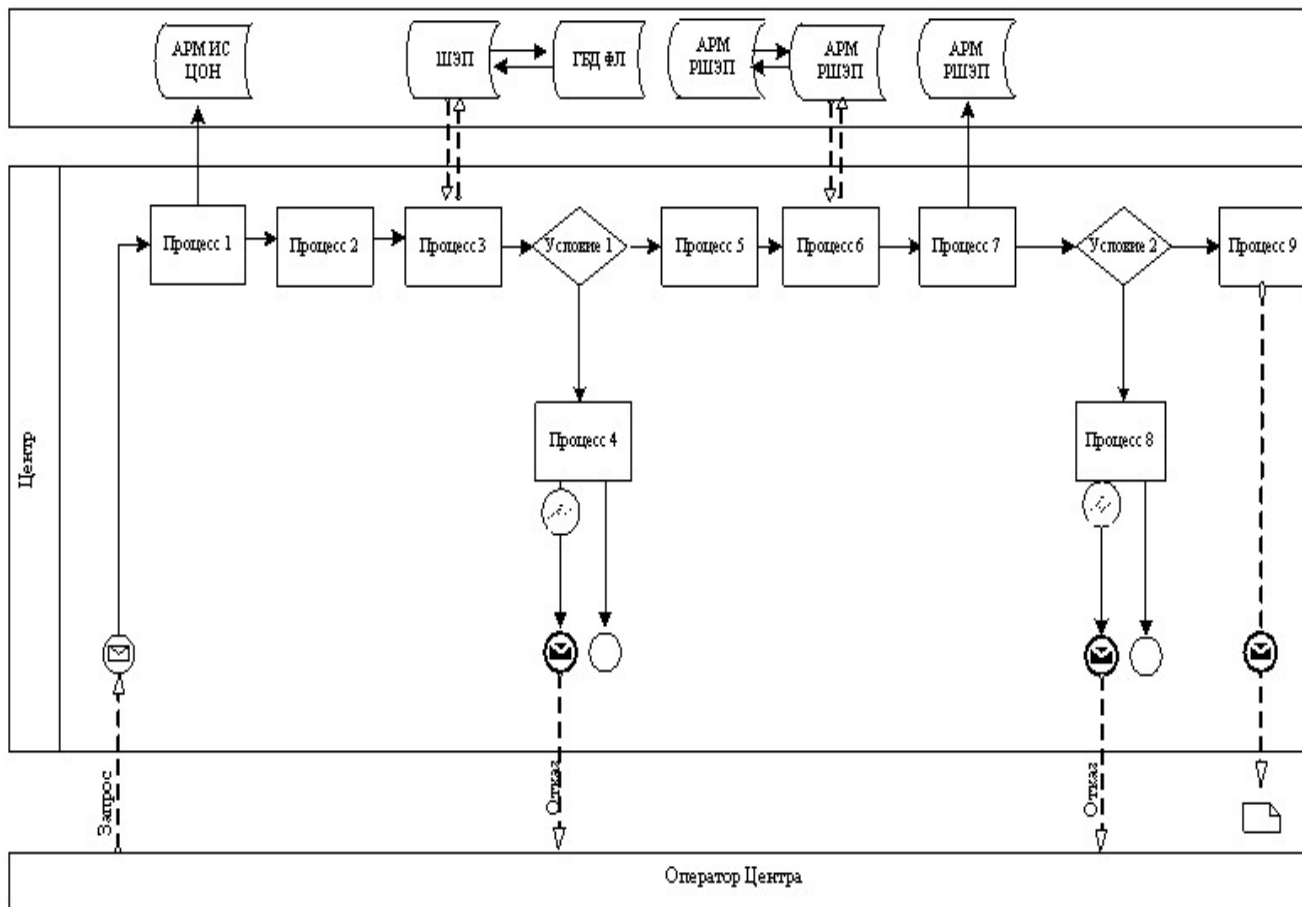 АРМ ИС
ЦОН
ШЭП
ГБД ФЛ
АРМ
РШЭП
АРМ
РШЭП
АРМ
РШЭП
Процесс 1
Процесс 2
Процесс 3
Условие 1
Процесс 5
Процесс 6
Процесс 7
Условие 2
Процесс 9
Процесс 4
Процесс 8
Центр
Запрос
Отказ
Отказ
Оператор Центра